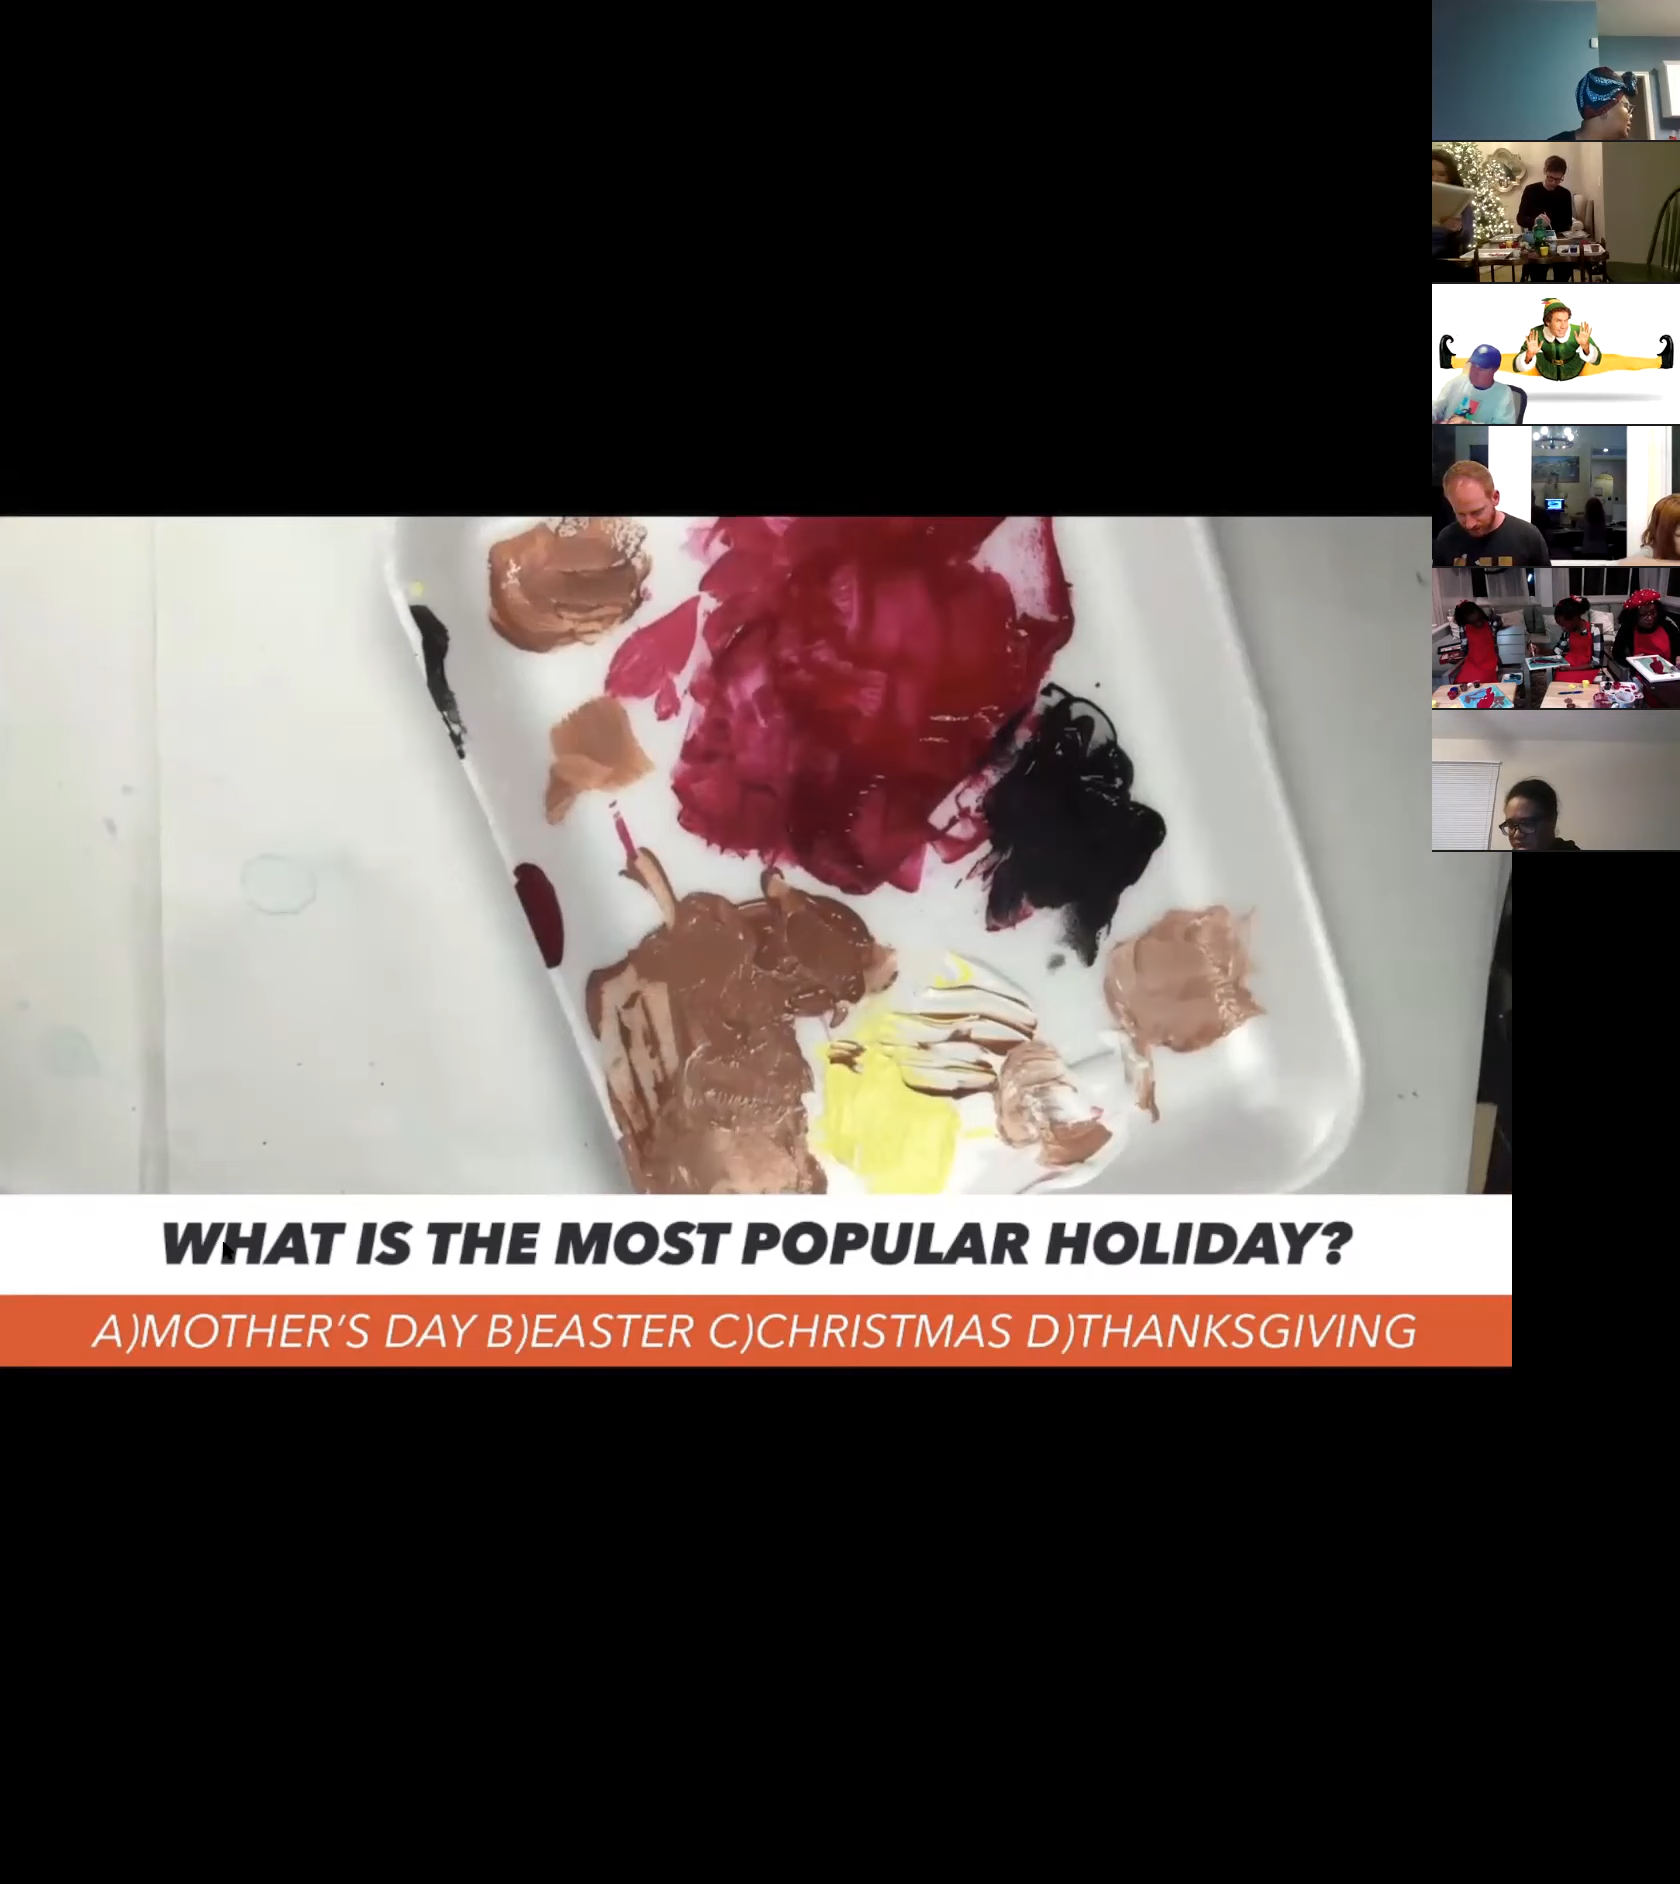 WHAT IS THE MOST POPULAR HOLIDAY?
A)MOTHER'S DAY B)EASTER C)CHRISTMAS D)THANKSGIVING